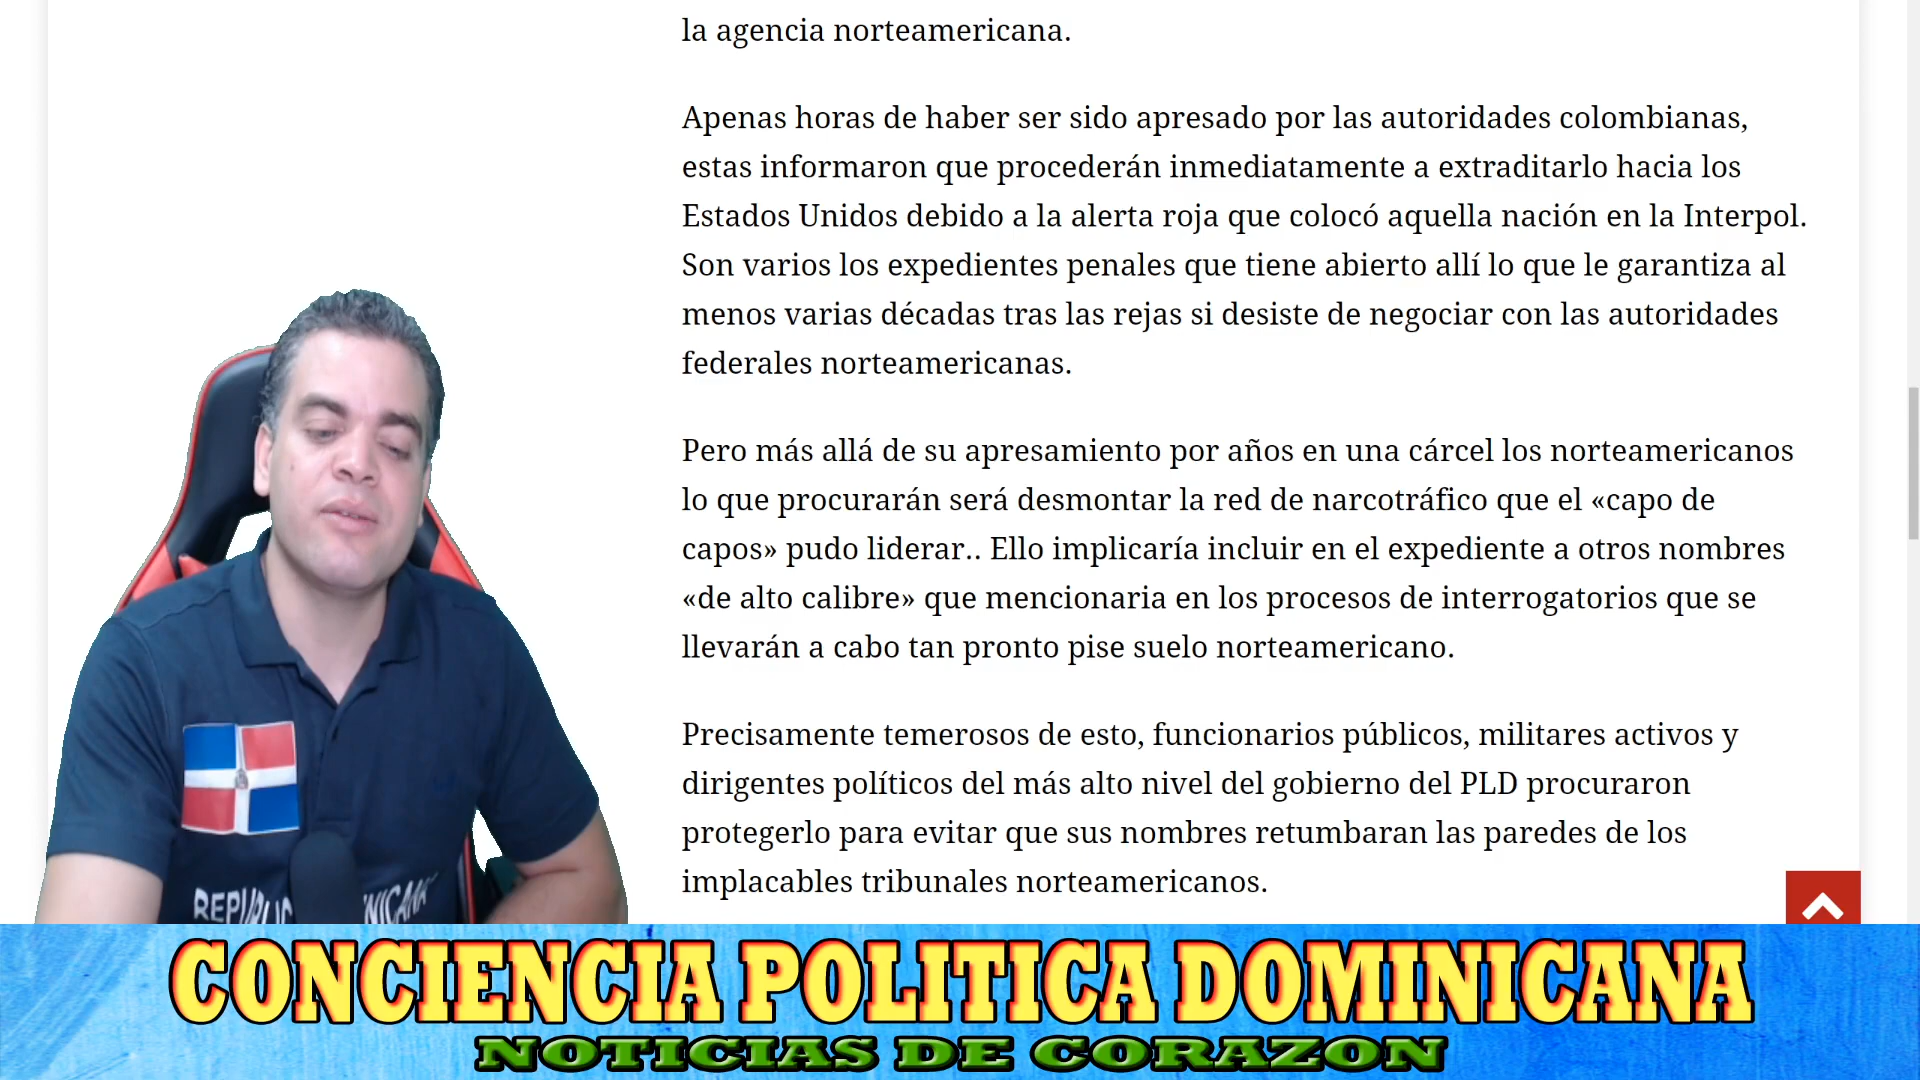 la agencia norteamericana.
Apenas horas de haber ser sido apresado por las autoridades colombianas,
estas informaron que procederán inmediatamente a extraditarlo hacia los
Estados Unidos debido a la alerta roja que colocó aquella nación en la Interpol.
Son varios los expedientes penales que tiene abierto allí lo que le garantiza al
menos varias décadas tras las rejas si desiste de negociar con las autoridades
federales norteamericanas.
Pero más allá de su apresamiento por años en una cárcel los norteamericanos
lo que procurarán será desmontar la red de narcotráfico que el «capo de
capos» pudo liderar.. Ello implicaría incluir en el expediente a otros nombres
«de alto calibre» que mencionaria en los procesos de interrogatorios que se
llevarán a cabo tan pronto pise suelo norteamericano.
Precisamente temerosos de esto, funcionarios públicos, militares activos y
dirigentes políticos del más alto nivel del gobierno del PLD procuraron
protegerlo para evitar que sus nombres retumbaran las paredes de los
implacables tribunales norteamericanos.
CONCIENCIA POLITICA DOMINICANA
NOTICIAS DE CORAZON